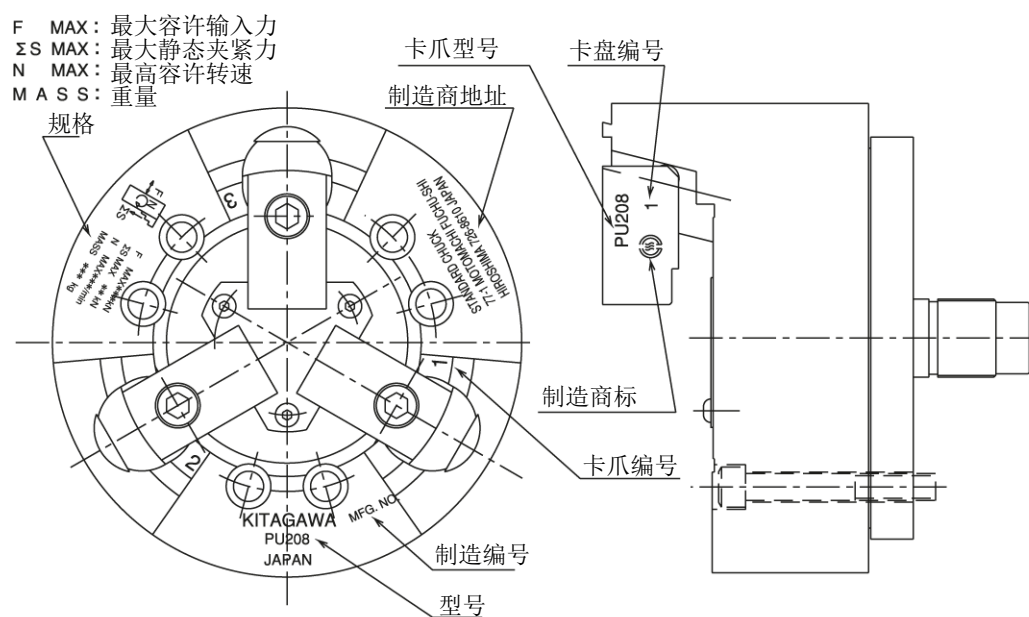 F MAX：最大容许输入力
ΣS MAX：最大静态夹紧力
N MAX：最高容许转速
MASS：重量
规格
制造商地址
卡爪型号
卡盘编号
F
N
ΣS
F MAX****kN
ΣS MAX ** kN
N MAX****/min
MASS *** kg
3
STANDARD CHUCK
77-1 MOTOMACHI FUCHU-SHI
HIROSHIMA 726-8610 JAPAN
PU208
1
1
制造商标
2
卡爪编号
KITAGAWA
MFG. NO.
PU208
JAPAN
制造编号
型号